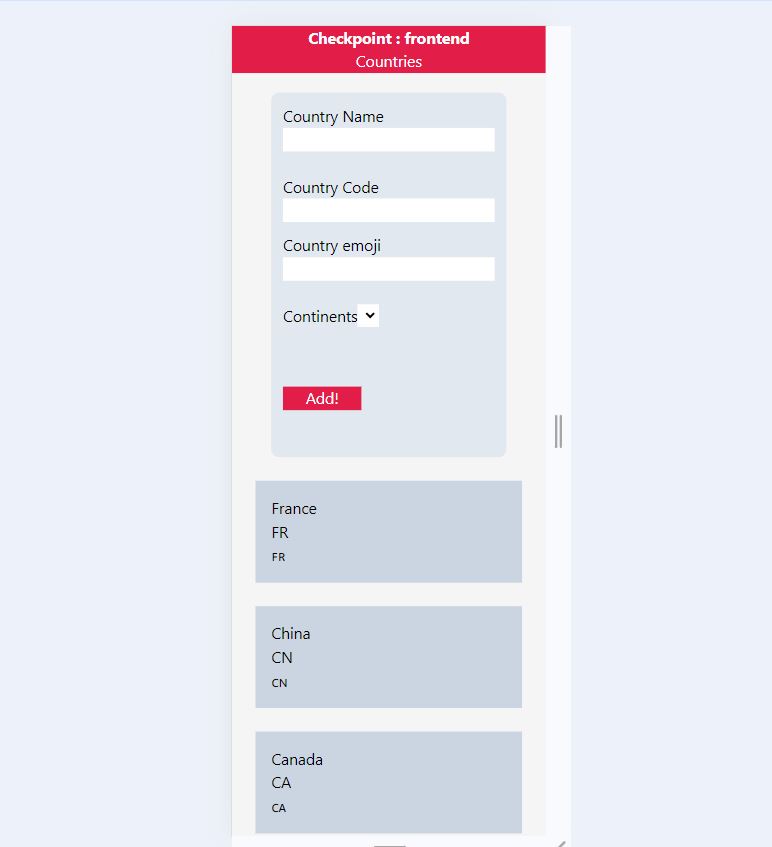 Checkpoint : frontend
Countries
Country Name
Country Code
Country emoji
Continents
Add!
France
FR
FR
China
CN
CN
Canada
CA
CA